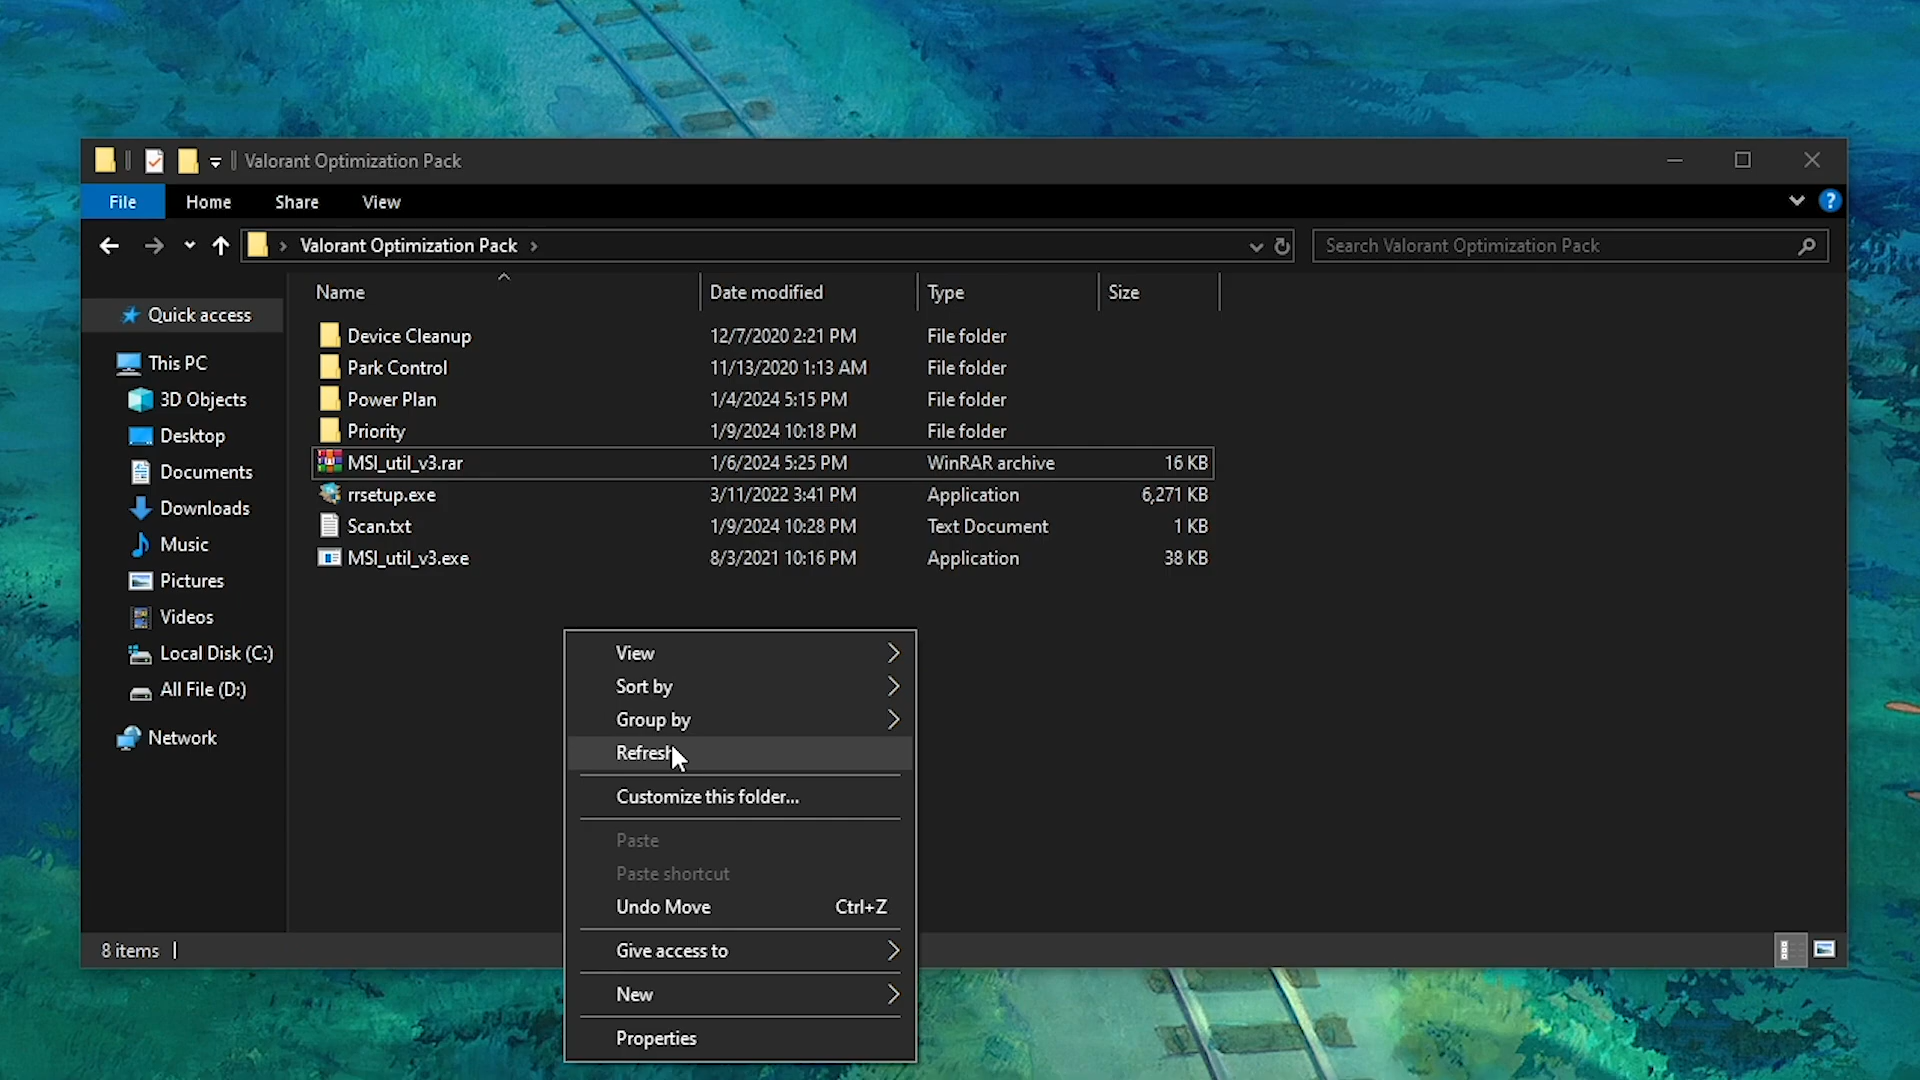 Valorant Optimization Pack
File Home Share View
Valorant Optimization Pack
Search Valorant Optimization Pack
Name Date modified Type Size
Quick access
This PC
3D Objects
Desktop
Documents
Downloads
Music
Pictures
Videos
Local Disk (C:)
All File (D:)
Network
Device Cleanup 12/7/2020 2:21 PM File folder
Park Control 11/13/2020 1:13 AM File folder
Power Plan 1/4/2024 5:15 PM File folder
Priority 1/9/2024 10:18 PM File folder
MSI_util_v3.rar 1/6/2024 5:25 PM WinRAR archive 16 KB
rrsetup.exe 3/11/2022 3:41 PM Application 6,271 KB
Scan.txt 1/9/2024 10:28 PM Text Document 1 KB
MSI_util_v3.exe 8/3/2021 10:16 PM Application 38 KB
View
Sort by
Group by
Refresh
Customize this folder...
Paste
Paste shortcut
Undo Move Ctrl+Z
Give access to
New
Properties
8 items